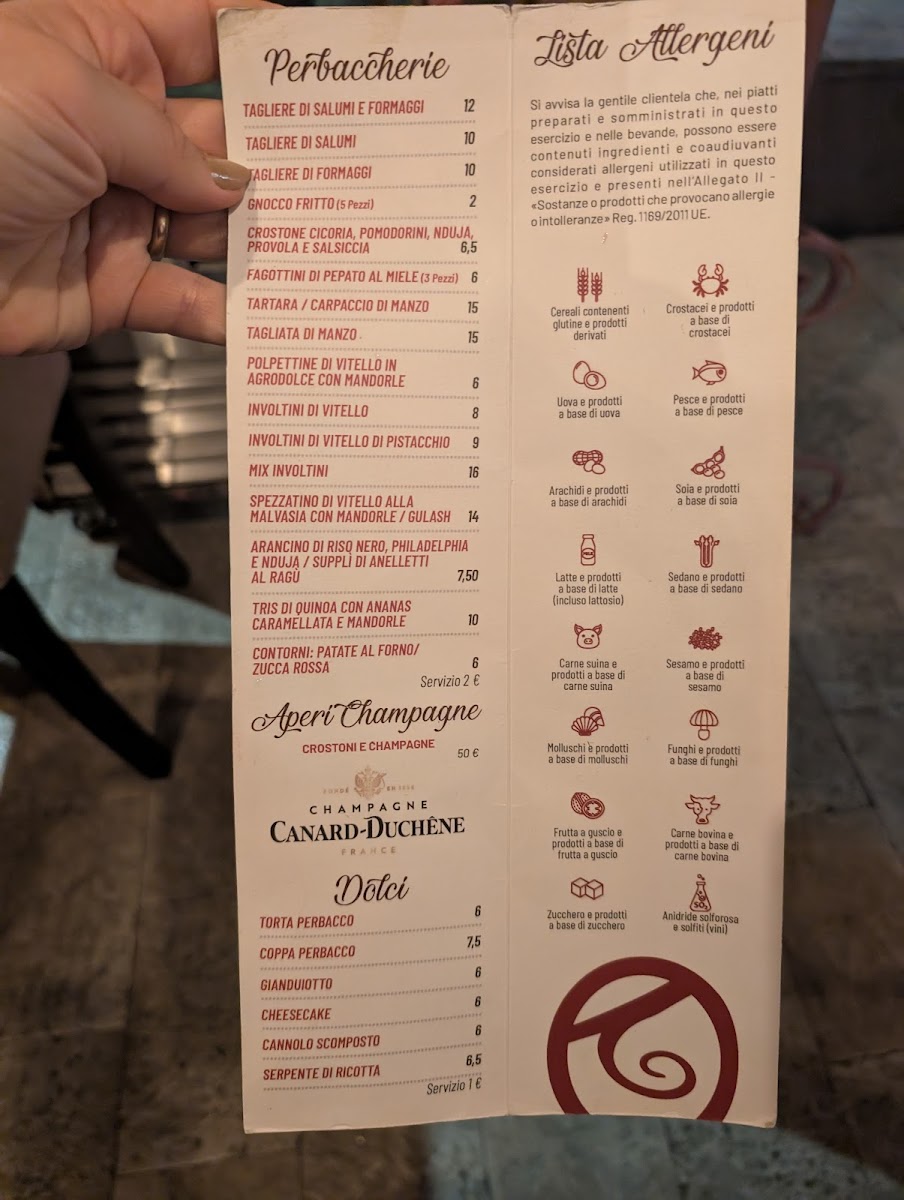 Perbaccherie
TAGLIERE DI SALUMI E FORMAGGI 12
TAGLIERE DI SALUMI 10
TAGLIERE DI FORMAGGI 10
GNOCCO FRITTO (5 Pezzi) 2
CROSTONE CICORIA, POMODORINI, NDUJA,
PROVOLA E SALSICCIA 6,5
FAGOTTINI DI PEPATO AL MIELE (3 Pezzi) 6
TARTARA / CARPACCIO DI MANZO 15
TAGLIATA DI MANZO 15
POLPETTINE DI VITELLO IN
AGRODOLCE CON MANDORLE 6
INVOLTINI DI VITELLO 8
INVOLTINI DI VITELLO DI PISTACCHIO 9
MIX INVOLTINI 16
SPEZZATINO DI VITELLO ALLA
MALVASIA CON MANDORLE / GULASH 14
ARANCINO DI RISO NERO, PHILADELPHIA
E NDUJA / SUPPLÌ DI ANELLETTI
AL RAGÙ 7,50
TRIS DI QUINOA CON ANANAS
CARAMELLATA E MANDORLE 10
CONTORNI: PATATE AL FORNO/
ZUCCA ROSSA 6
Servizio 2 €
Aperi Champagne
CROSTONI E CHAMPAGNE 50 €
FONDÉ EN 1868
CHAMPAGNE
CANARD-DUCHÊNE
FRANCE
Dolci
TORTA PERBACCO 6
COPPA PERBACCO 7,5
GIANDUIOTTO 6
CHEESECAKE 6
CANNOLO SCOMPOSTO 6
SERPENTE DI RICOTTA 6,5
Servizio 1 €
Lista Allergeni
Si avvisa la gentile clientela che, nei piatti
preparati e somministrati in questo
esercizio e nelle bevande, possono essere
contenuti ingredienti e coadiuvanti
considerati allergeni utilizzati in questo
esercizio e presenti nell'Allegato II -
«Sostanze o prodotti che provocano allergie
o intolleranze» Reg. 1169/2011 UE.
Cereali contenenti
glutine e prodotti
derivati
Crostacei e prodotti
a base di
crostacei
Uova e prodotti
a base di uova
Pesce e prodotti
a base di pesce
Arachidi e prodotti
a base di arachidi
Soia e prodotti
a base di soia
MILK
Latte e prodotti
a base di latte
(incluso lattosio)
Sedano e prodotti
a base di sedano
Carne suina e
prodotti a base di
carne suina
Sesamo e prodotti
a base di
sesamo
Molluschi e prodotti
a base di molluschi
Funghi e prodotti
a base di funghi
Frutta a guscio e
prodotti a base di
frutta a guscio
Carne bovina e
prodotti a base di
carne bovina
Zucchero e prodotti
a base di zucchero
SO₂
Anidride solforosa
e solfiti (vini)